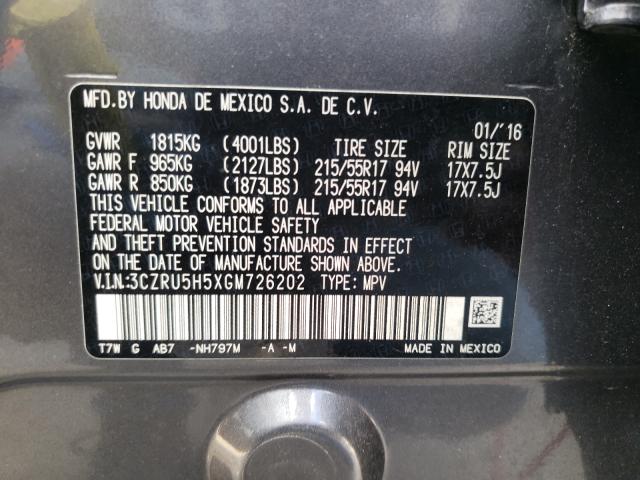 MFD.BY HONDA DE MEXICO S.A. DE C.V.
01/'16
GVWR 1815KG (4001LBS) TIRE SIZE RIM SIZE
GAWR F 965KG (2127LBS) 215/55R17 94V 17X7.5J
GAWR R 850KG (1873LBS) 215/55R17 94V 17X7.5J
THIS VEHICLE CONFORMS TO ALL APPLICABLE
FEDERAL MOTOR VEHICLE SAFETY
AND THEFT PREVENTION STANDARDS IN EFFECT
ON THE DATE OF MANUFACTURE SHOWN ABOVE.
V.I.N.:3CZRU5H5XGM726202 TYPE: MPV
T7W G AB7 -NH797M -A -M MADE IN MEXICO